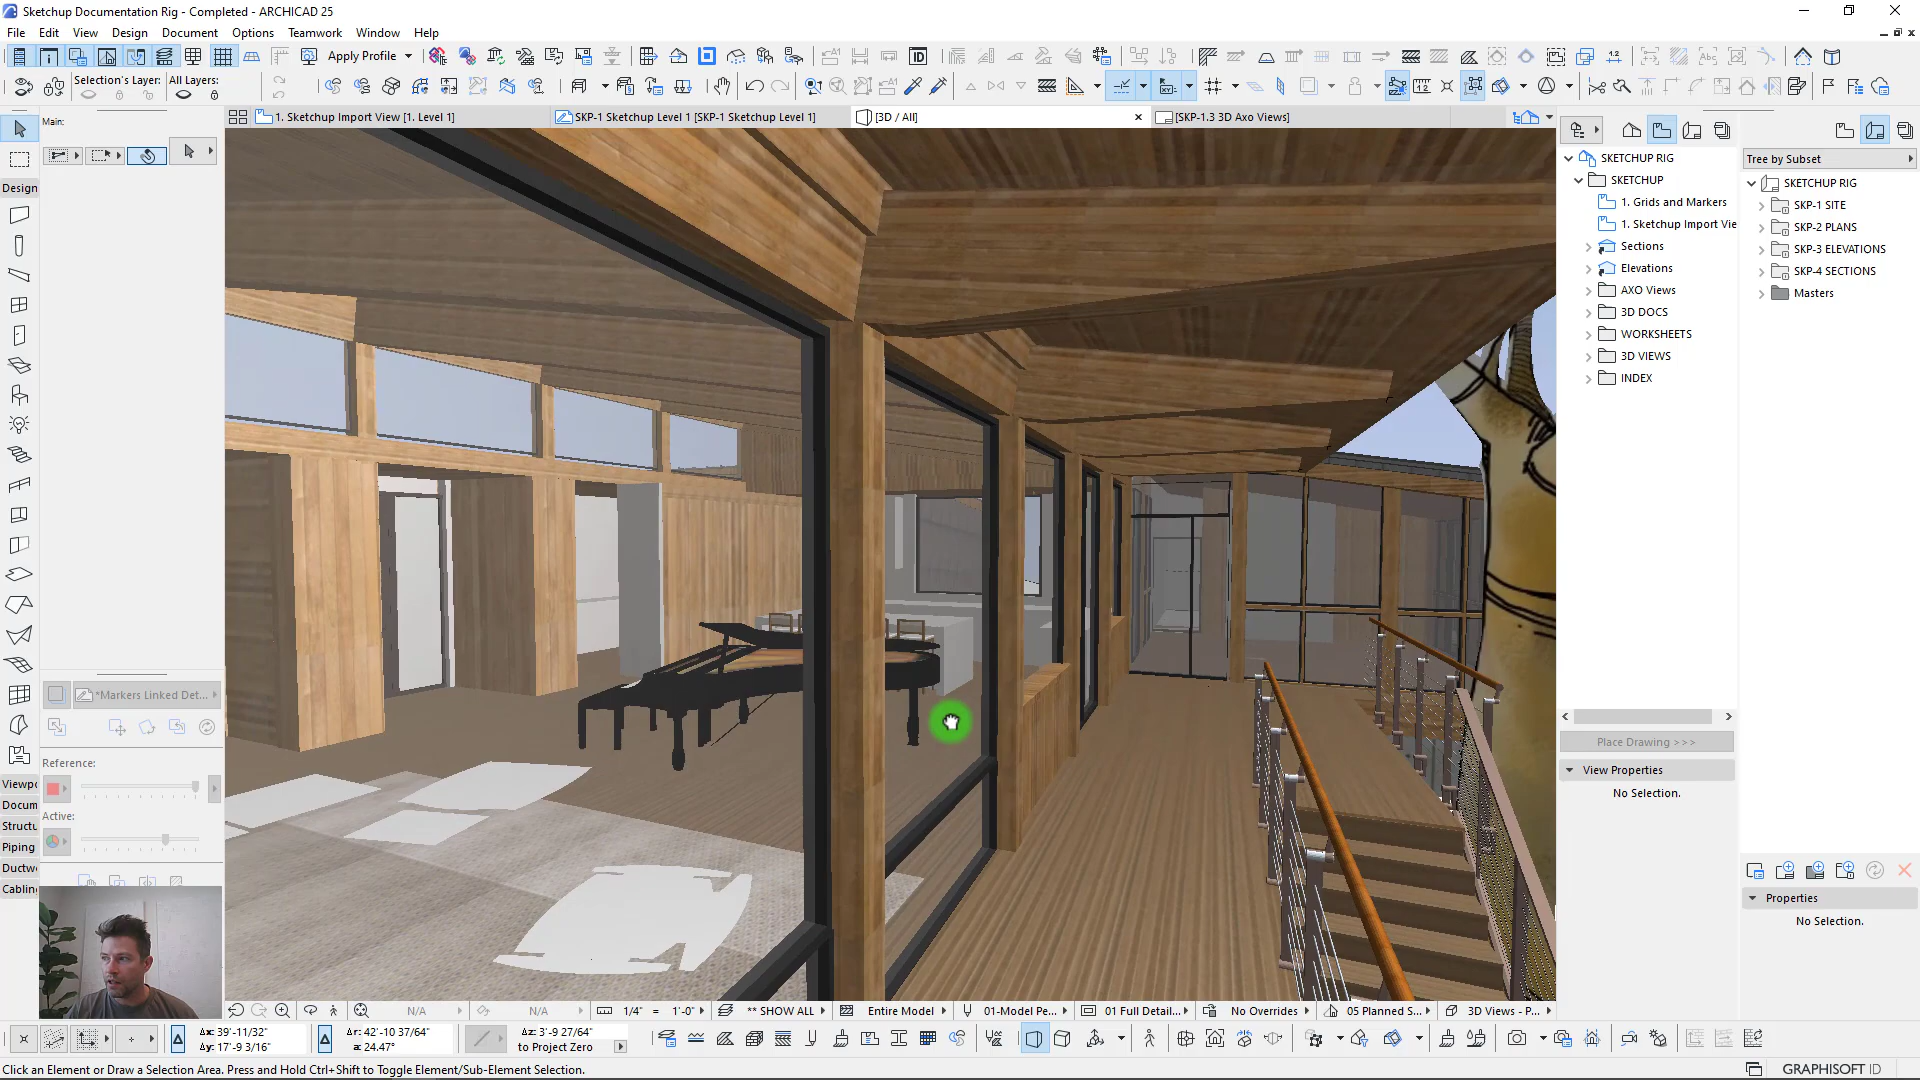 Sketchup Documentation Rig - Completed - ARCHICAD 25
File Edit View Design Document Options Teamwork Window Help
Apply Profile
Selection's Layer: All Layers:
1. Sketchup Import View [1. Level 1]
SKP-1 Sketchup Level 1 [SKP-1 Sketchup Level 1]
[3D / All]
[SKP-1.3 3D Axo Views]
Main:
Design
Viewpo
Docum
Structu
Piping
Ductwo
Cabling
*Markers Linked Det...
Reference:
Active:
SKETCHUP RIG
SKETCHUP
1. Grids and Markers
1. Sketchup Import Vie
Sections
Elevations
AXO Views
3D DOCS
WORKSHEETS
3D VIEWS
INDEX
Place Drawing >>>
View Properties
No Selection.
Tree by Subset
SKETCHUP RIG
SKP-1 SITE
SKP-2 PLANS
SKP-3 ELEVATIONS
SKP-4 SECTIONS
Masters
Properties
No Selection.
N/A N/A 1/4" = 1'-0" ** SHOW ALL Entire Model 01-Model Pe... 01 Full Detail... No Overrides 05 Planned S... 3D Views - P...
Δx: 39'-11/32" Δr: 42'-10 37/64" Δz: 3'-9 27/64"
Δy: 17'-9 3/16" a: 24.47° to Project Zero
Click an Element or Draw a Selection Area. Press and Hold Ctrl+Shift to Toggle Element/Sub-Element Selection.
GRAPHISOFT ID